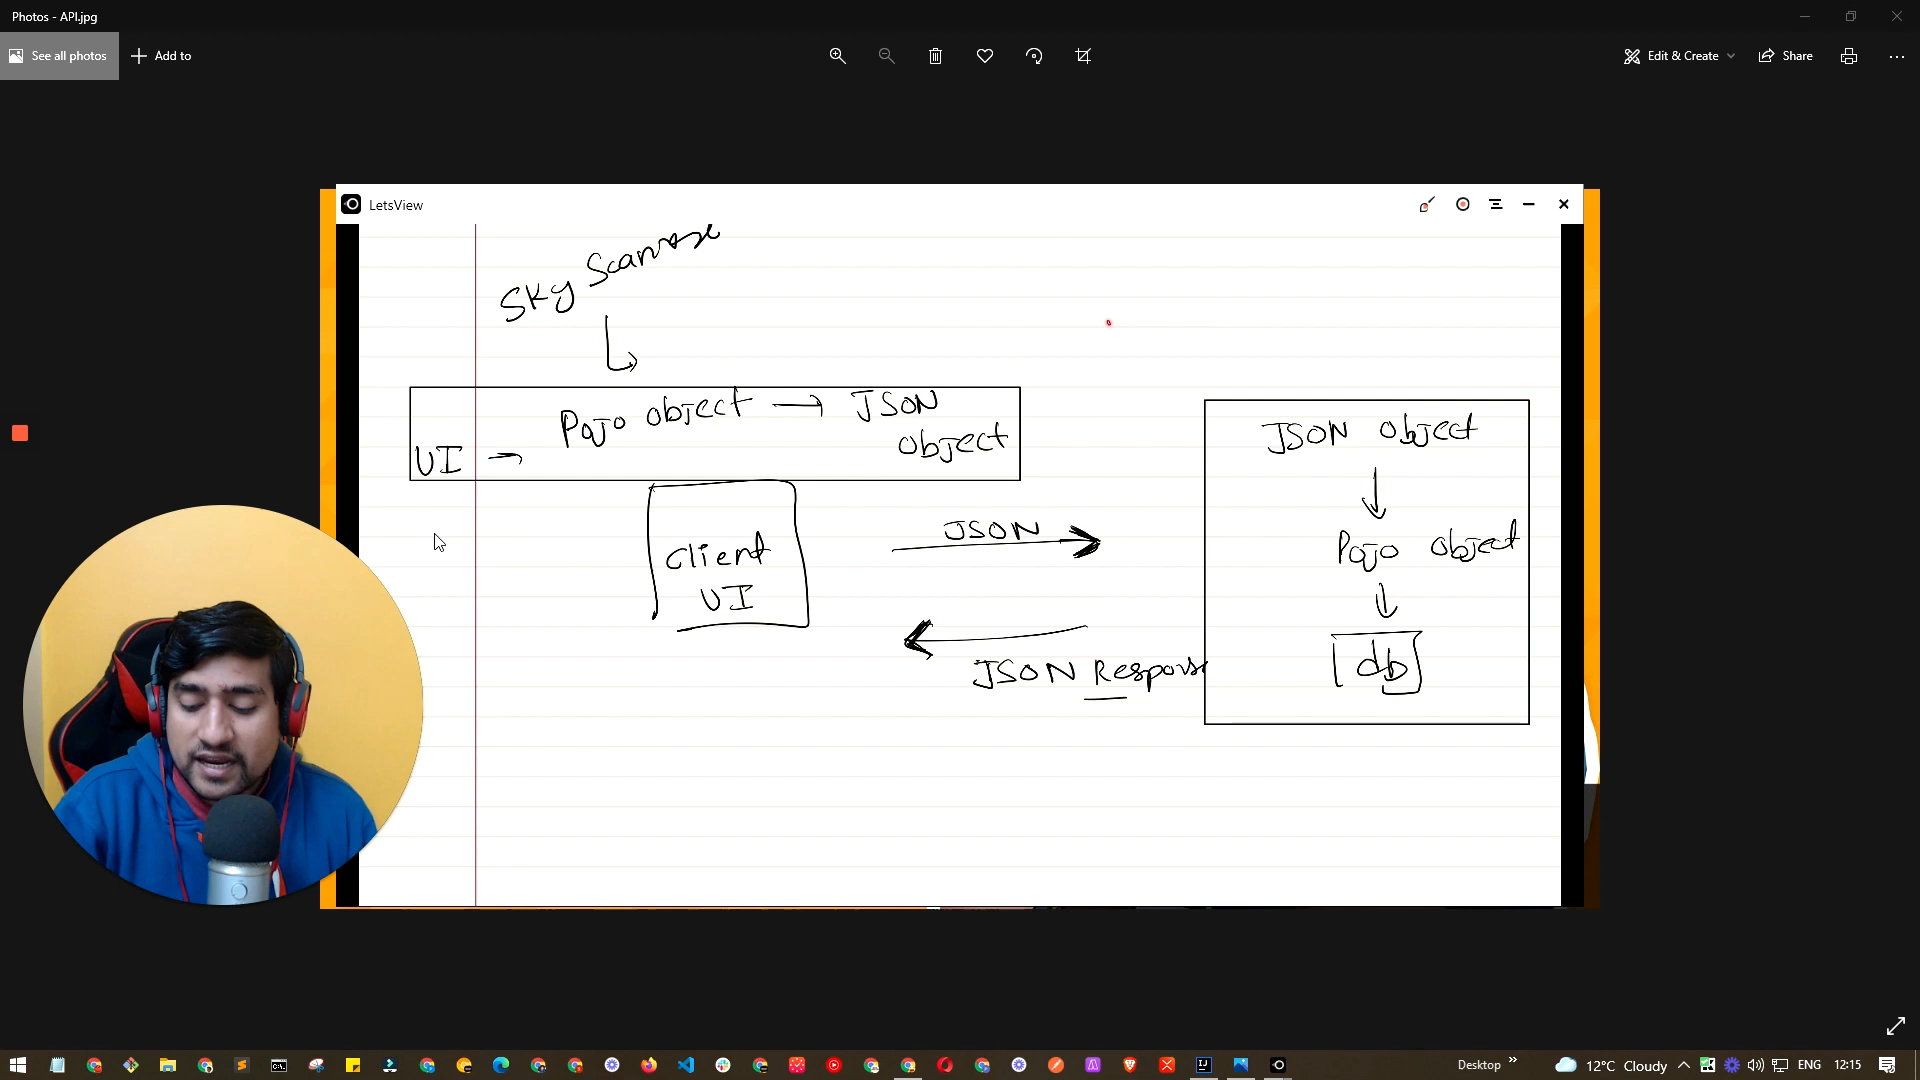 Photos - API.jpg
See all photos
Add to
Edit & Create
Share
LetsView
Sky
UI → Pojo object → JSON object
client
UI
JSON
JSON Response
JSON object
Pojo object
db
Desktop
12°C Cloudy
ENG
12:15